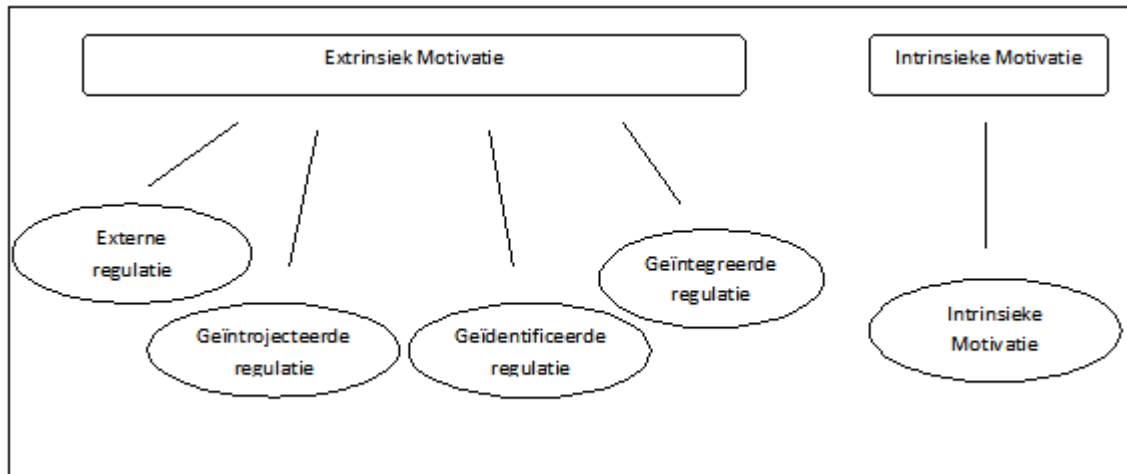 Extrinsiek Motivatie
Intrinsieke Motivatie
Externe
regulatie
Geïntrojecteerde
regulatie
Geïdentificeerde
regulatie
Geïntegreerde
regulatie
Intrinsieke
Motivatie